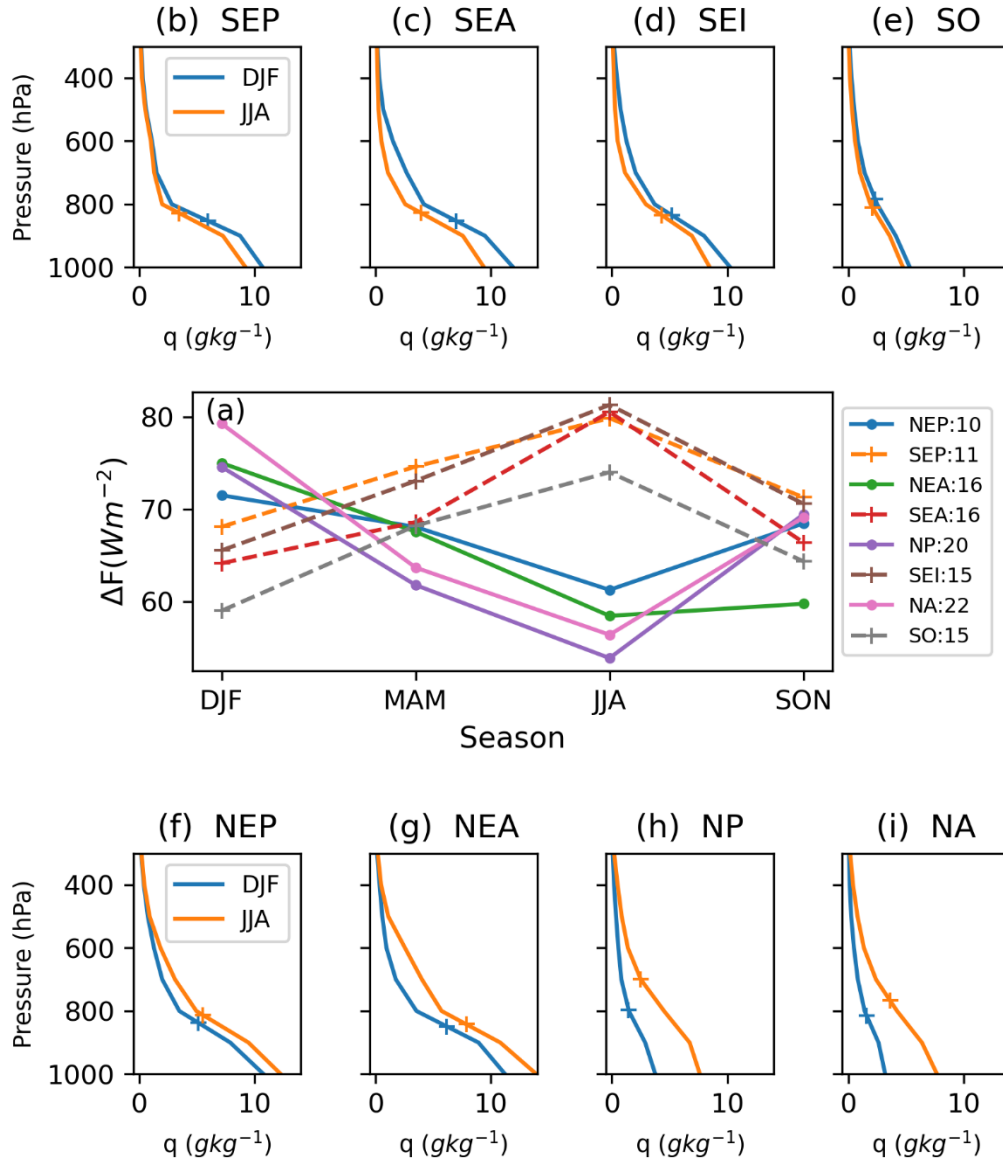 (b) SEP (c) SEA (d) SEI (e) SO
DJF
JJA
Pressure (hPa)
400
600
800
1000
0 10 0 10 0 10 0 10
q (gkg⁻¹) q (gkg⁻¹) q (gkg⁻¹) q (gkg⁻¹)
(a)
ΔF(Wm⁻²)
80
70
60
DJF MAM JJA SON
Season
NEP:10
SEP:11
NEA:16
SEA:16
NP:20
SEI:15
NA:22
SO:15
(f) NEP (g) NEA (h) NP (i) NA
DJF
JJA
Pressure (hPa)
400
600
800
1000
0 10 0 10 0 10 0 10
q (gkg⁻¹) q (gkg⁻¹) q (gkg⁻¹) q (gkg⁻¹)